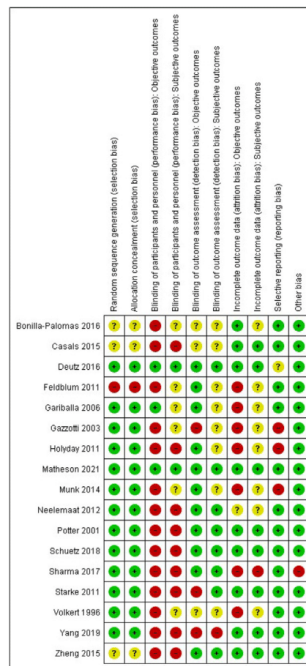 Random sequence generation (selection bias)
Allocation concealment (selection bias)
Blinding of participants and personnel (performance bias): Objective outcomes
Blinding of participants and personnel (performance bias): Subjective outcomes
Blinding of outcome assessment (detection bias): Objective outcomes
Blinding of outcome assessment (detection bias): Subjective outcomes
Incomplete outcome data (attrition bias): Objective outcomes
Incomplete outcome data (attrition bias): Subjective outcomes
Selective reporting (reporting bias)
Other bias
Bonilla-Palomas 2016 ? ? - ? ? ? + ? + +
Casals 2015 ? ? - - ? ? + + + +
Deutz 2016 + + + + + + + + ? +
Feldblum 2011 - - - ? + ? - ? + +
Gariballa 2006 + + + ? + ? - ? + +
Gazzotti 2003 + + - ? - ? - ? - +
Holyday 2011 + + - - + ? - ? - +
Matheson 2021 + + + + + + + + + +
Munk 2014 + + - ? + ? - ? - +
Neelemaat 2012 + + - - + + ? ? + +
Potter 2001 + + - - + + + + + +
Schuetz 2018 + + - - + + + + + +
Sharma 2017 + + - - + + - - + -
Starke 2011 + + - - - + + + + +
Volkert 1996 + + - ? ? ? - ? + +
Yang 2019 + + - - - - + + + +
Zheng 2015 ? ? - - + + + + + +